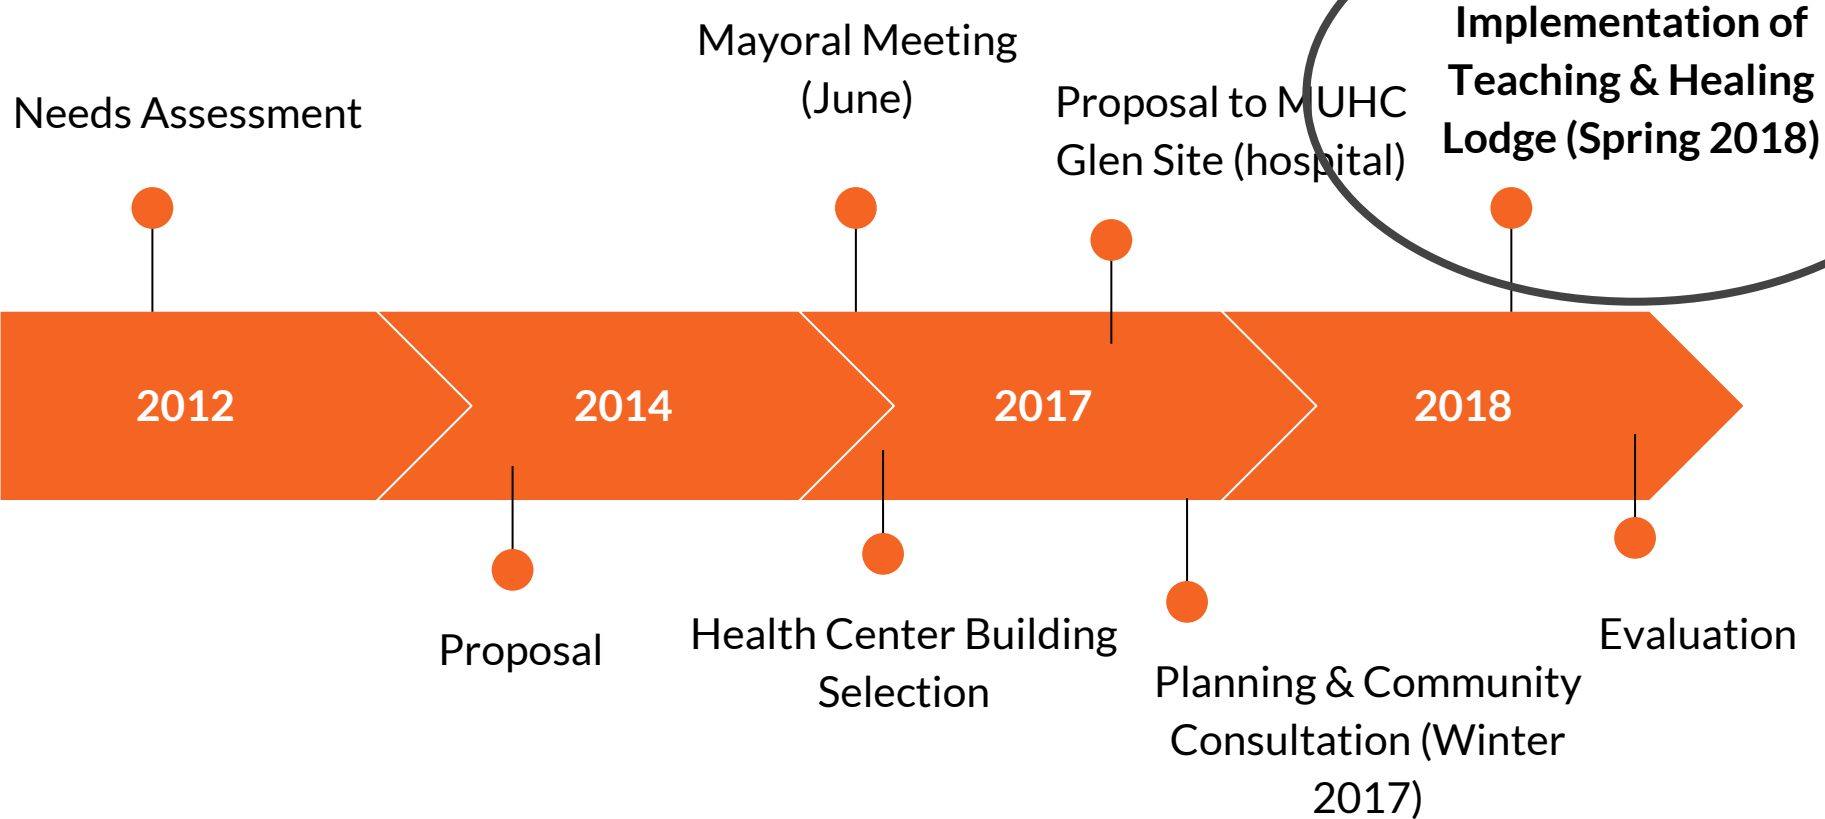 Needs Assessment
Mayoral Meeting
(June)
Proposal to MUHC
Glen Site (hospital)
Implementation of
Teaching & Healing
Lodge (Spring 2018)
2012
2014
2017
2018
Proposal
Health Center Building
Selection
Planning & Community
Consultation (Winter
2017)
Evaluation